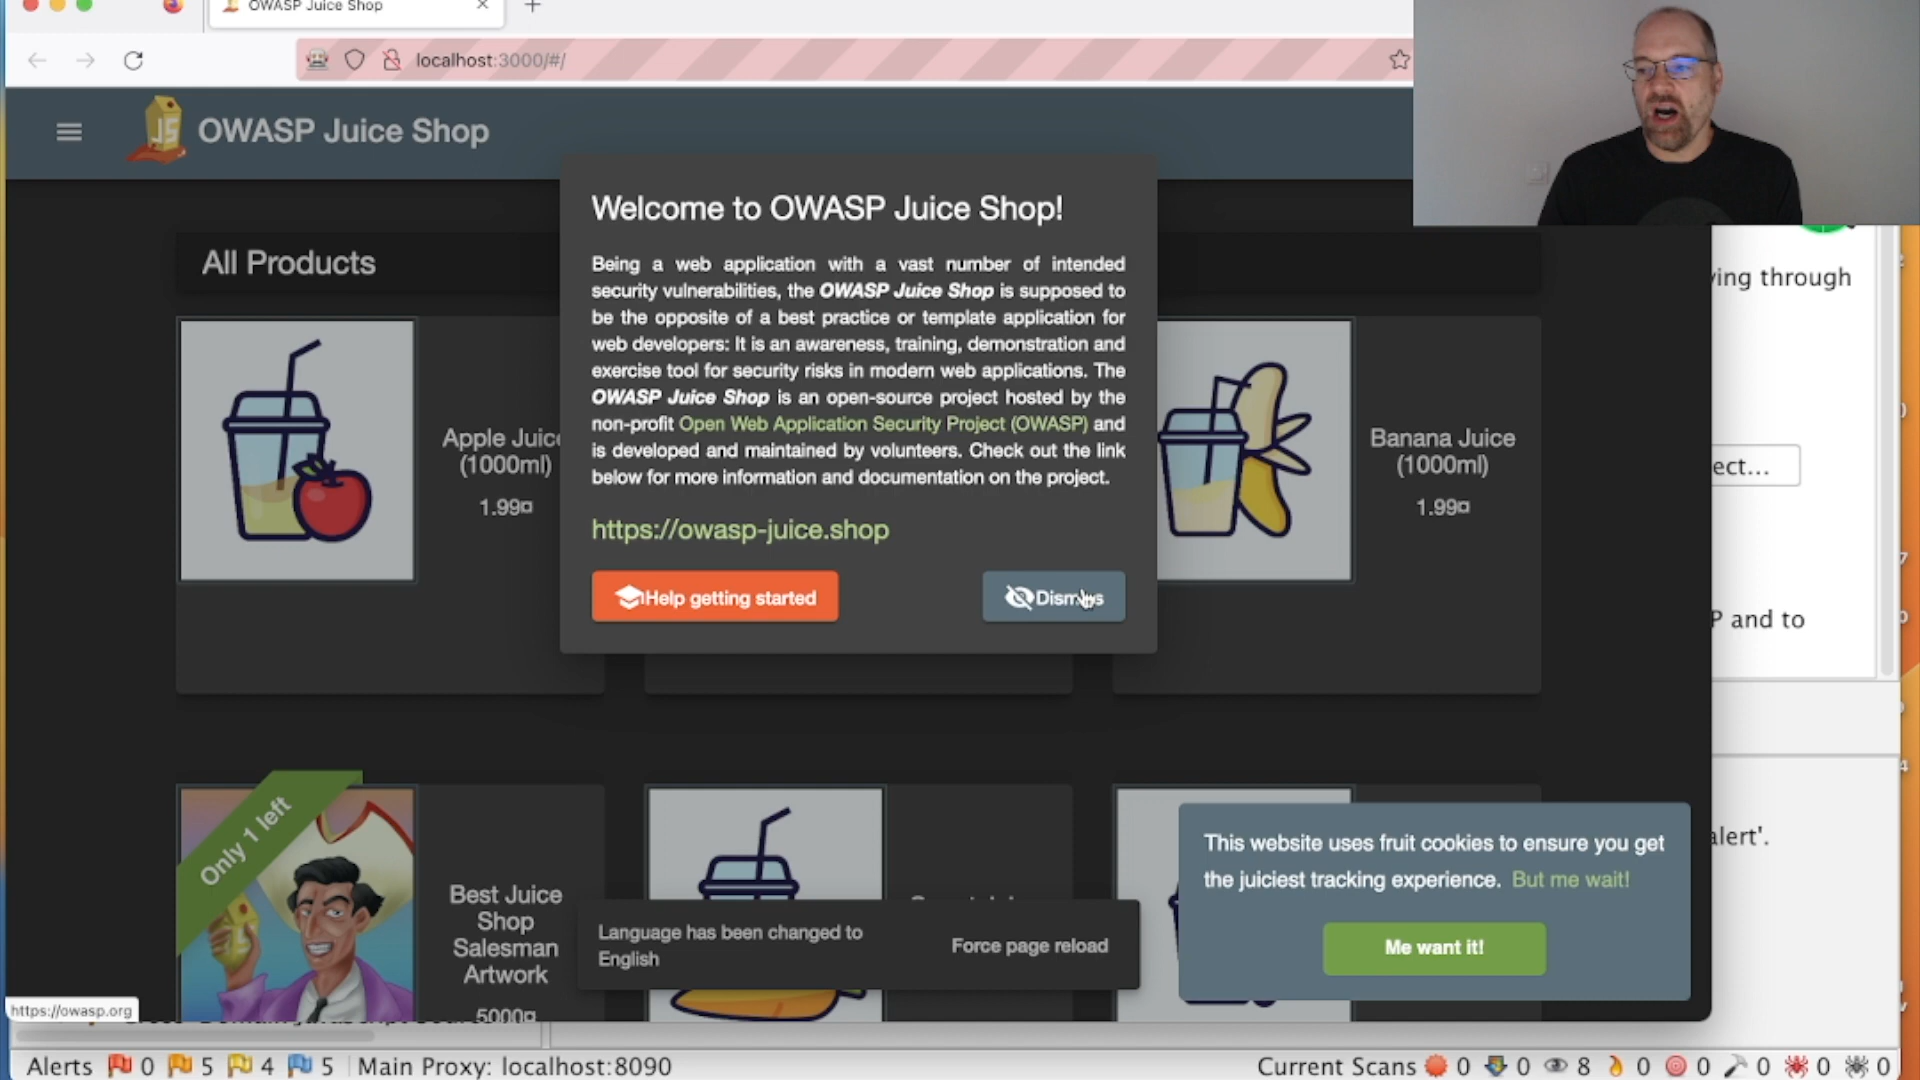 OWASP Juice Shop
localhost:3000/#/
OWASP Juice Shop
All Products
Welcome to OWASP Juice Shop!
Being a web application with a vast number of intended
security vulnerabilities, the OWASP Juice Shop is supposed to
be the opposite of a best practice or template application for
web developers: It is an awareness, training, demonstration and
exercise tool for security risks in modern web applications. The
OWASP Juice Shop is an open-source project hosted by the
non-profit Open Web Application Security Project (OWASP) and
is developed and maintained by volunteers. Check out the link
below for more information and documentation on the project.
https://owasp-juice.shop
Help getting started
Dismiss
Apple Juice
(1000ml)
1.99¤
Banana Juice
(1000ml)
1.99¤
ving through
ect...
P and to
alert'.
Only 1 left
Best Juice
Shop
Salesman
Artwork
5000¤
Language has been changed to
English
Force page reload
This website uses fruit cookies to ensure you get
the juiciest tracking experience. But me wait!
Me want it!
https://owasp.org
Alerts 0 5 4 5 Main Proxy: localhost:8090
Current Scans 0 0 8 0 0 0 0 0